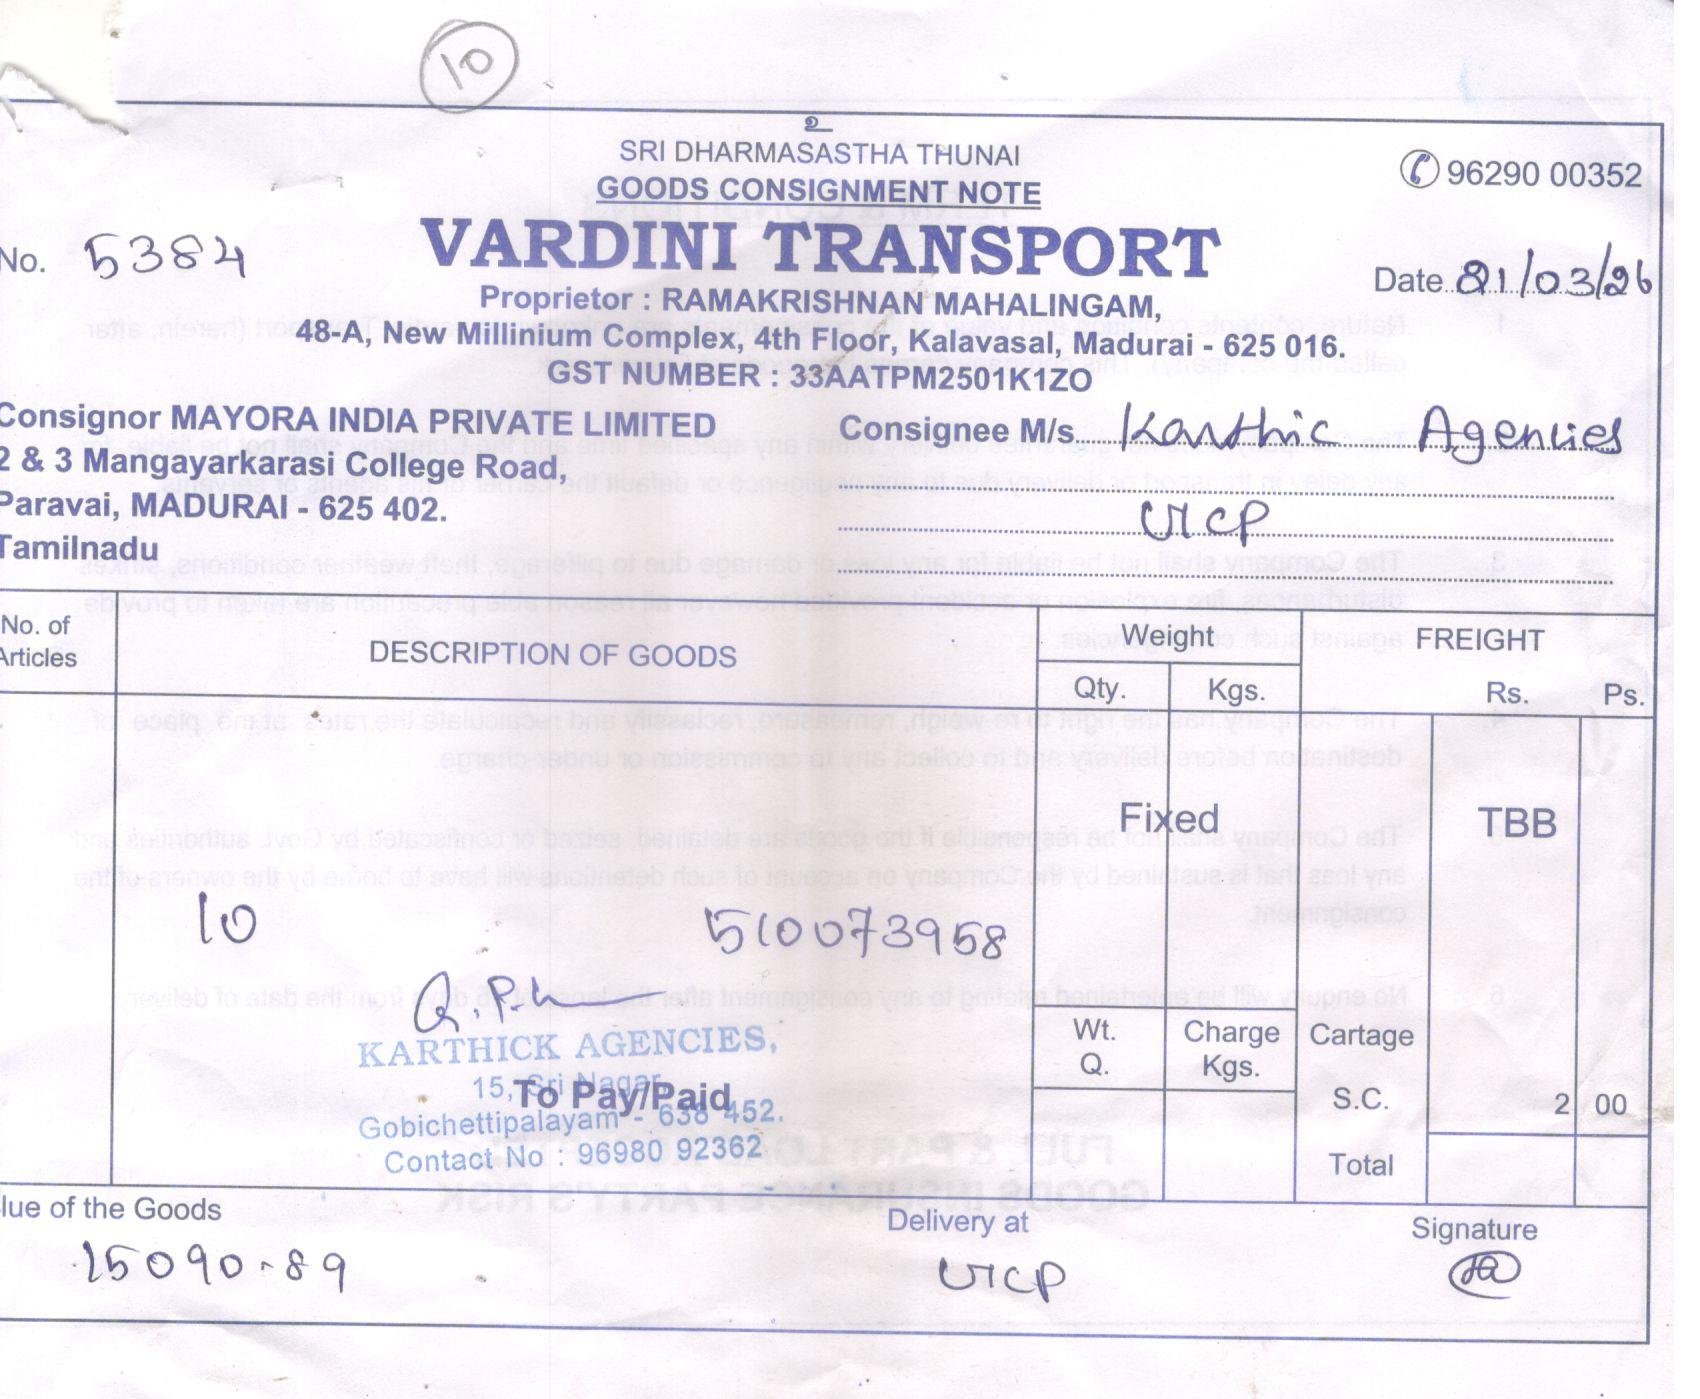 10
உ
SRI DHARMASASTHA THUNAI
GOODS CONSIGNMENT NOTE
✆ 96290 00352
VARDINI TRANSPORT
No. 5384
Date 21/03/26
Proprietor : RAMAKRISHNAN MAHALINGAM,
48-A, New Millinium Complex, 4th Floor, Kalavasal, Madurai - 625 016.
GST NUMBER : 33AATPM2501K1ZO
Consignor MAYORA INDIA PRIVATE LIMITED
2 & 3 Mangayarkarasi College Road,
Paravai, MADURAI - 625 402.
Tamilnadu
Consignee M/s Karthic Agencies
No. of
Articles
DESCRIPTION OF GOODS
Weight
Qty. Kgs.
FREIGHT
Rs. Ps.
Fixed
TBB
10 510073958
KARTHICK AGENCIES,
15, Sri Nagar
To Pay/Paid
Gobichettipalayam - 638 452.
Contact No : 96980 92362
Wt.
Q.
Charge
Kgs.
Cartage
S.C. 2 00
Total
lue of the Goods
15090-89
Delivery at
Signature